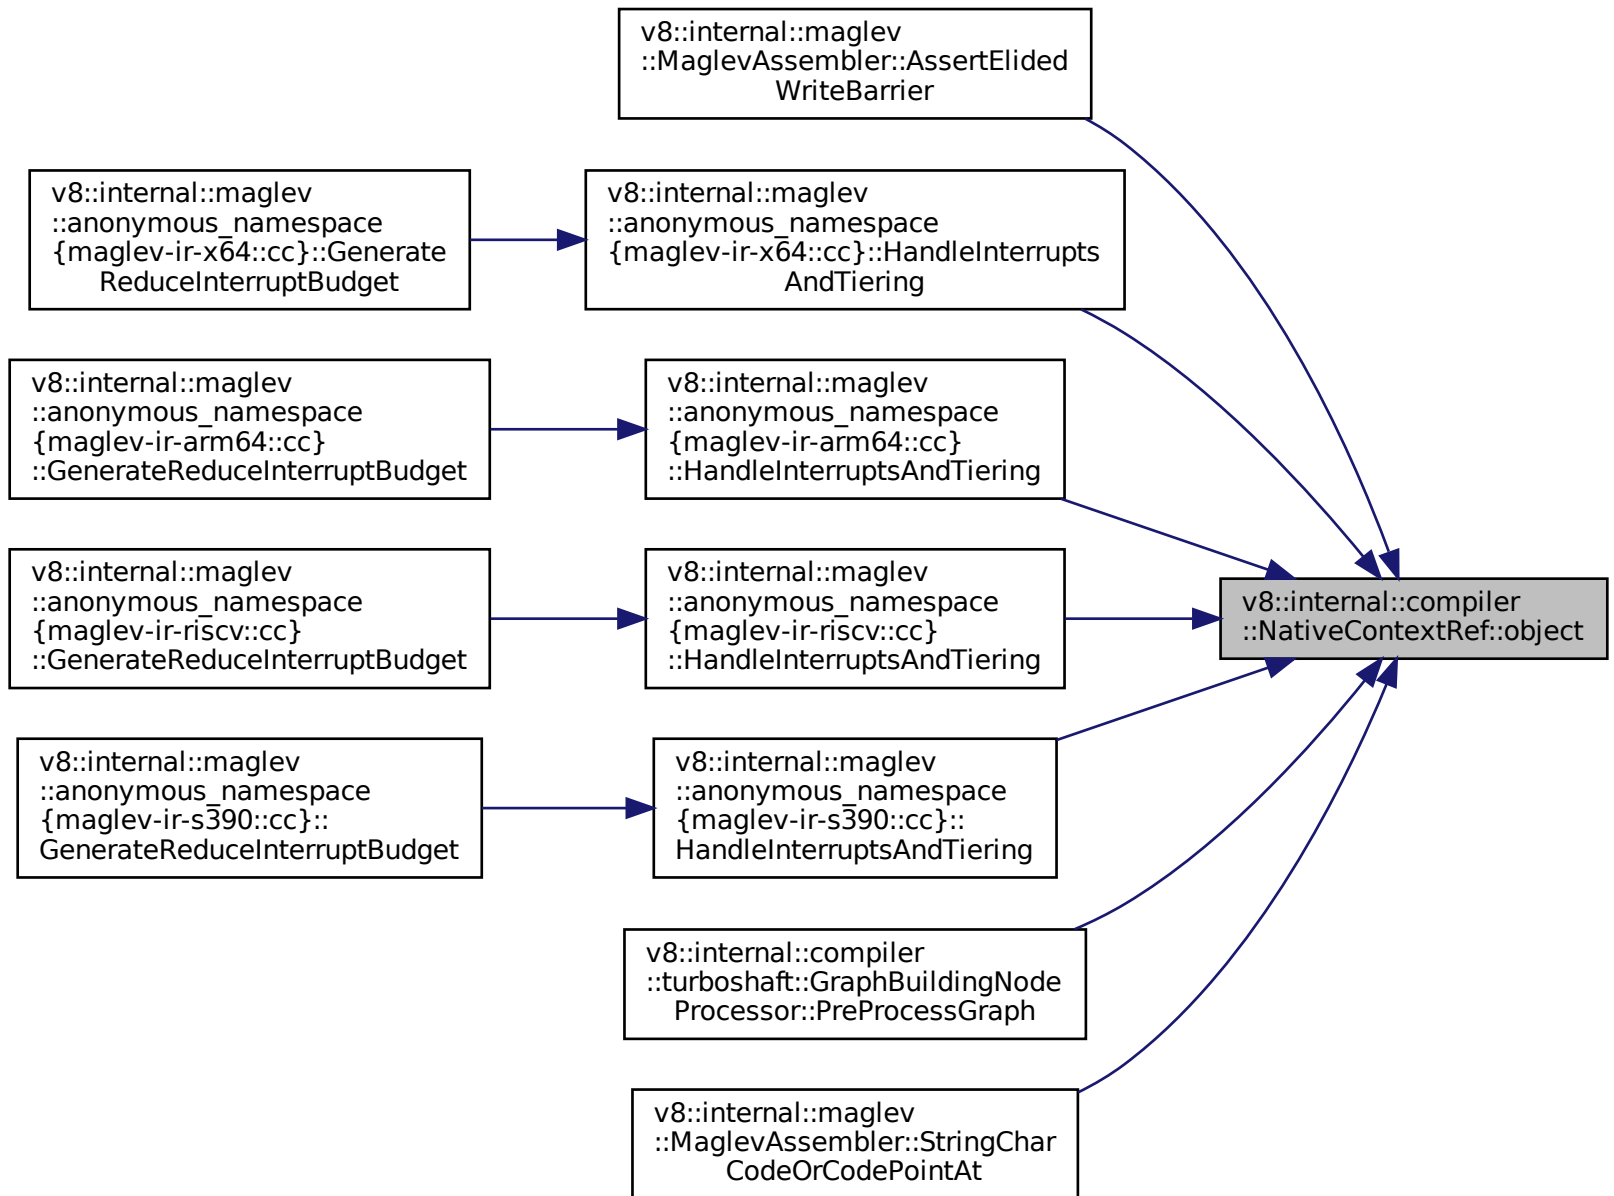 v8::internal::maglev
::MaglevAssembler::AssertElided
WriteBarrier
v8::internal::maglev
::anonymous_namespace
{maglev-ir-x64::cc}::Generate
ReduceInterruptBudget
v8::internal::maglev
::anonymous_namespace
{maglev-ir-x64::cc}::HandleInterrupts
AndTiering
v8::internal::maglev
::anonymous_namespace
{maglev-ir-arm64::cc}
::GenerateReduceInterruptBudget
v8::internal::maglev
::anonymous_namespace
{maglev-ir-arm64::cc}
::HandleInterruptsAndTiering
v8::internal::maglev
::anonymous_namespace
{maglev-ir-riscv::cc}
::GenerateReduceInterruptBudget
v8::internal::maglev
::anonymous_namespace
{maglev-ir-riscv::cc}
::HandleInterruptsAndTiering
v8::internal::compiler
::NativeContextRef::object
v8::internal::maglev
::anonymous_namespace
{maglev-ir-s390::cc}::
GenerateReduceInterruptBudget
v8::internal::maglev
::anonymous_namespace
{maglev-ir-s390::cc}::
HandleInterruptsAndTiering
v8::internal::compiler
::turboshaft::GraphBuildingNode
Processor::PreProcessGraph
v8::internal::maglev
::MaglevAssembler::StringChar
CodeOrCodePointAt